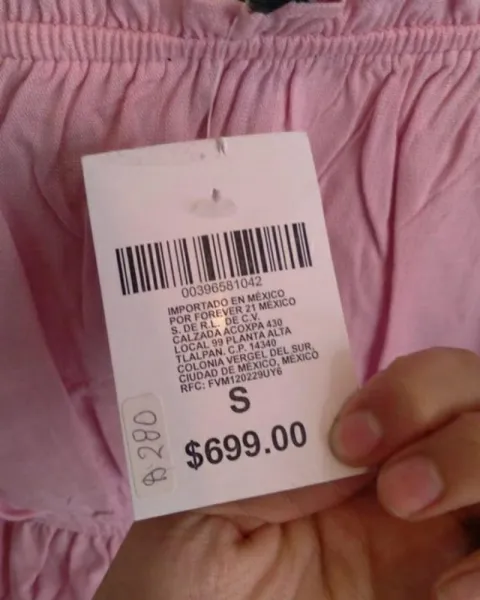 00396581042
IMPORTADO EN MÉXICO
POR FOREVER 21 MÉXICO
S. DE R.L. DE C.V.
CALZADA ACOXPA 430
LOCAL 99 PLANTA ALTA
TLALPAN. C.P. 14340
COLONIA VERGEL DEL SUR,
CIUDAD DE MÉXICO, MÉXICO
RFC: FVM120229UY6
S
$699.00
$ 280